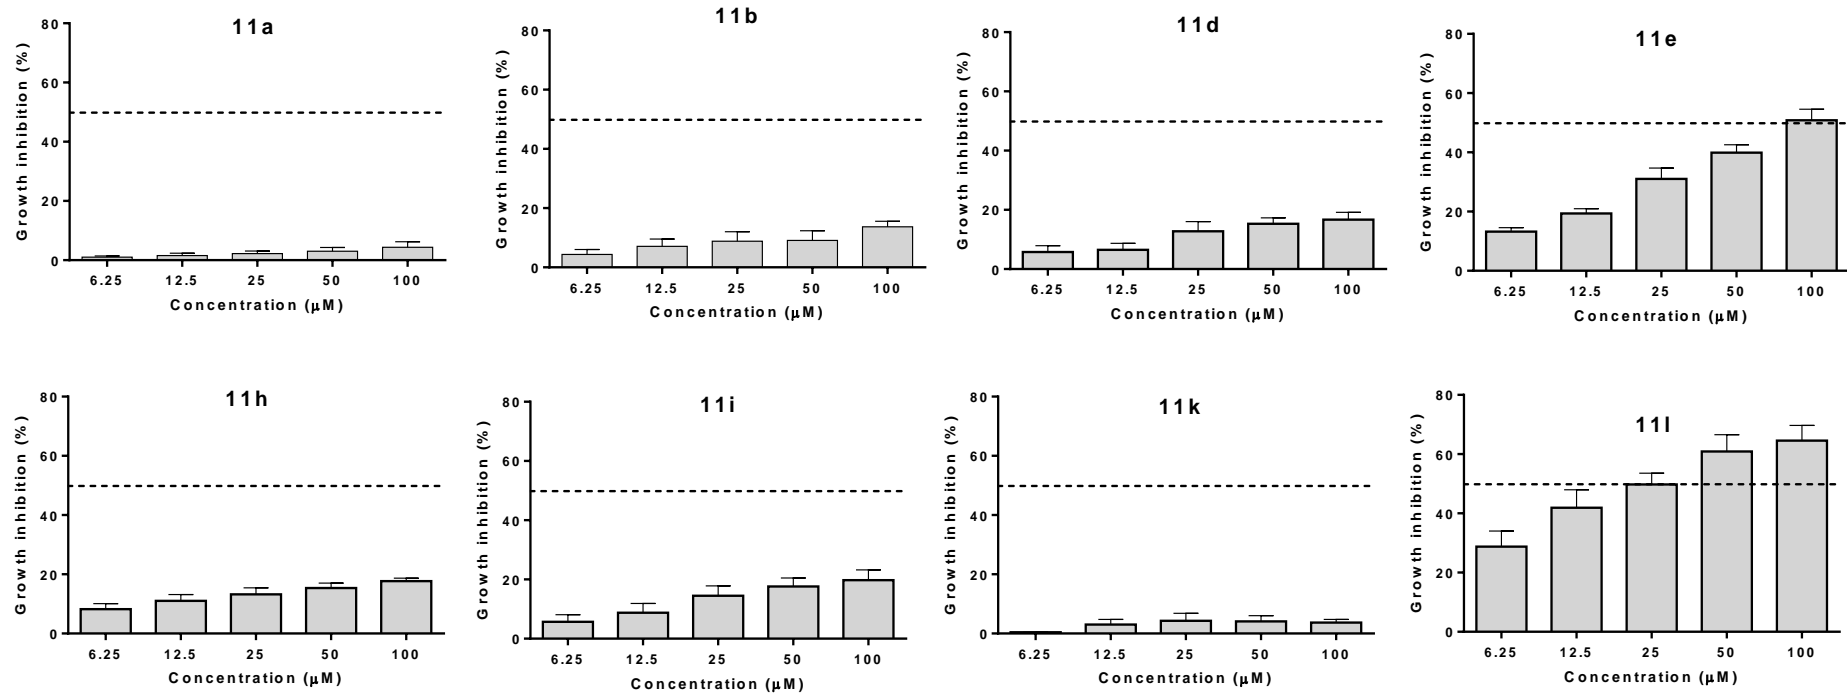 11a
Growth inhibition (%)
80
60
40
20
0
6.25 12.5 25 50 100
Concentration (μM)
11b
Growth inhibition (%)
80
60
40
20
0
6.25 12.5 25 50 100
Concentration (μM)
11d
Growth inhibition (%)
80
60
40
20
0
6.25 12.5 25 50 100
Concentration (μM)
11e
Growth inhibition (%)
80
60
40
20
0
6.25 12.5 25 50 100
Concentration (μM)
11h
Growth inhibition (%)
80
60
40
20
0
6.25 12.5 25 50 100
Concentration (μM)
11i
Growth inhibition (%)
80
60
40
20
0
6.25 12.5 25 50 100
Concentration (μM)
11k
Growth inhibition (%)
80
60
40
20
0
6.25 12.5 25 50 100
Concentration (μM)
11l
Growth inhibition (%)
80
60
40
20
0
6.25 12.5 25 50 100
Concentration (μM)